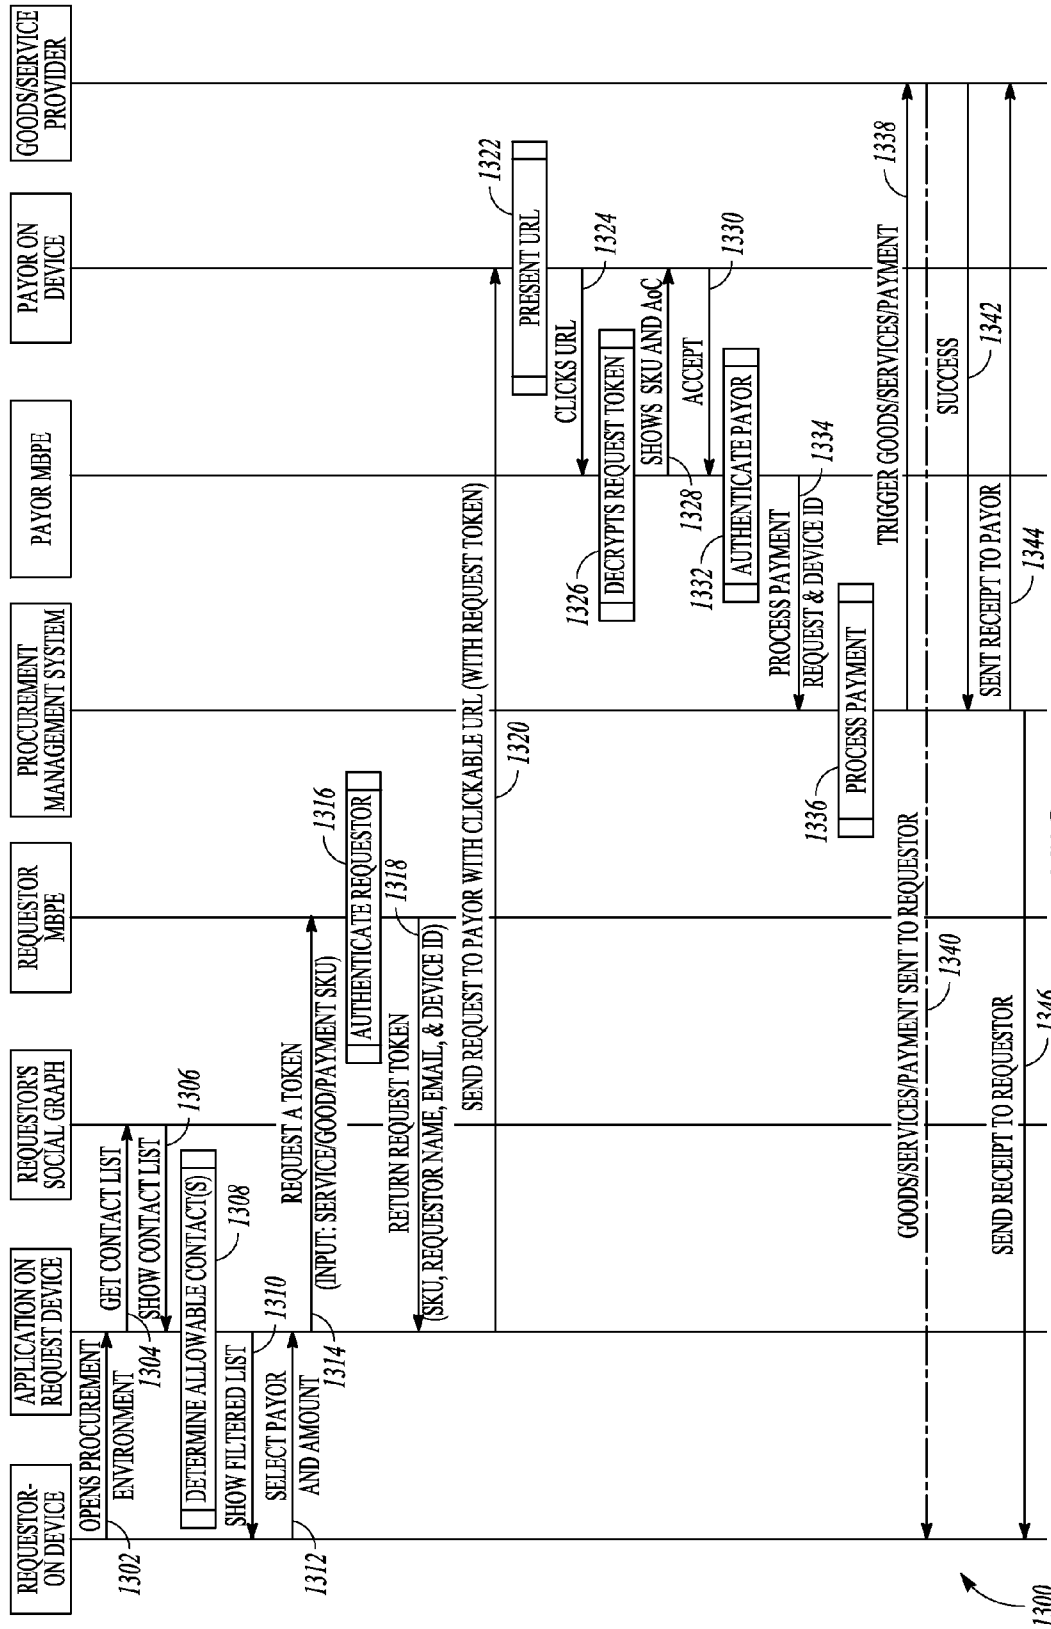 REQUESTOR-
ON DEVICE
APPLICATION ON
REQUEST DEVICE
REQUESTOR'S
SOCIAL GRAPH
REQUESTOR
MBPE
PROCUREMENT
MANAGEMENT SYSTEM
PAYOR MBPE
PAYOR ON
DEVICE
GOODS/SERVICE
PROVIDER
OPENS PROCUREMENT
ENVIRONMENT
1302
GET CONTACT LIST
1304
SHOW CONTACT LIST
1306
DETERMINE ALLOWABLE CONTACT(S)
1308
SHOW FILTERED LIST
1310
SELECT PAYOR
AND AMOUNT
1312
REQUEST A TOKEN
(INPUT: SERVICE/GOOD/PAYMENT SKU)
1314
AUTHENTICATE REQUESTOR
1316
RETURN REQUEST TOKEN
(SKU, REQUESTOR NAME, EMAIL, & DEVICE ID)
1318
SEND REQUEST TO PAYOR WITH CLICKABLE URL (WITH REQUEST TOKEN)
1320
PRESENT URL
1322
CLICKS URL
1324
DECRYPTS REQUEST TOKEN
1326
SHOWS SKU AND AoC
1328
ACCEPT
1330
AUTHENTICATE PAYOR
1332
PROCESS PAYMENT
REQUEST & DEVICE ID
1334
PROCESS PAYMENT
1336
TRIGGER GOODS/SERVICES/PAYMENT
1338
GOODS/SERVICES/PAYMENT SENT TO REQUESTOR
1340
SUCCESS
1342
SENT RECEIPT TO PAYOR
1344
SEND RECEIPT TO REQUESTOR
1346
1300